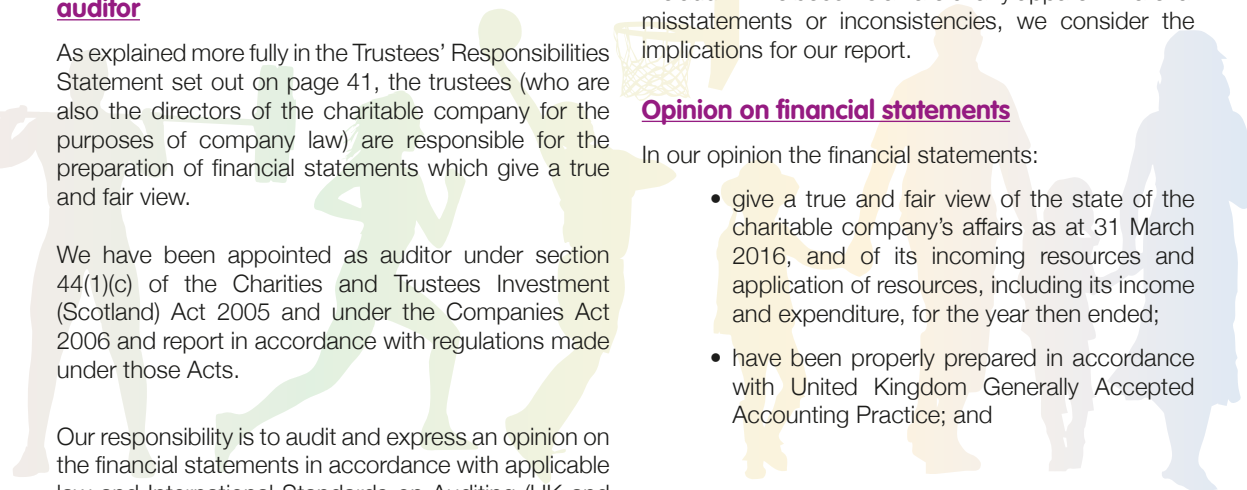 auditor
As explained more fully in the Trustees’ Responsibilities
Statement set out on page 41, the trustees (who are
also the directors of the charitable company for the
purposes of company law) are responsible for the
preparation of financial statements which give a true
and fair view.
We have been appointed as auditor under section
44(1)(c) of the Charities and Trustees Investment
(Scotland) Act 2005 and under the Companies Act
2006 and report in accordance with regulations made
under those Acts.
Our responsibility is to audit and express an opinion on
the financial statements in accordance with applicable
law and International Standards on Auditing (UK and
misstatements or inconsistencies, we consider the
implications for our report.
Opinion on financial statements
In our opinion the financial statements:
• give a true and fair view of the state of the
charitable company’s affairs as at 31 March
2016, and of its incoming resources and
application of resources, including its income
and expenditure, for the year then ended;
• have been properly prepared in accordance
with United Kingdom Generally Accepted
Accounting Practice; and